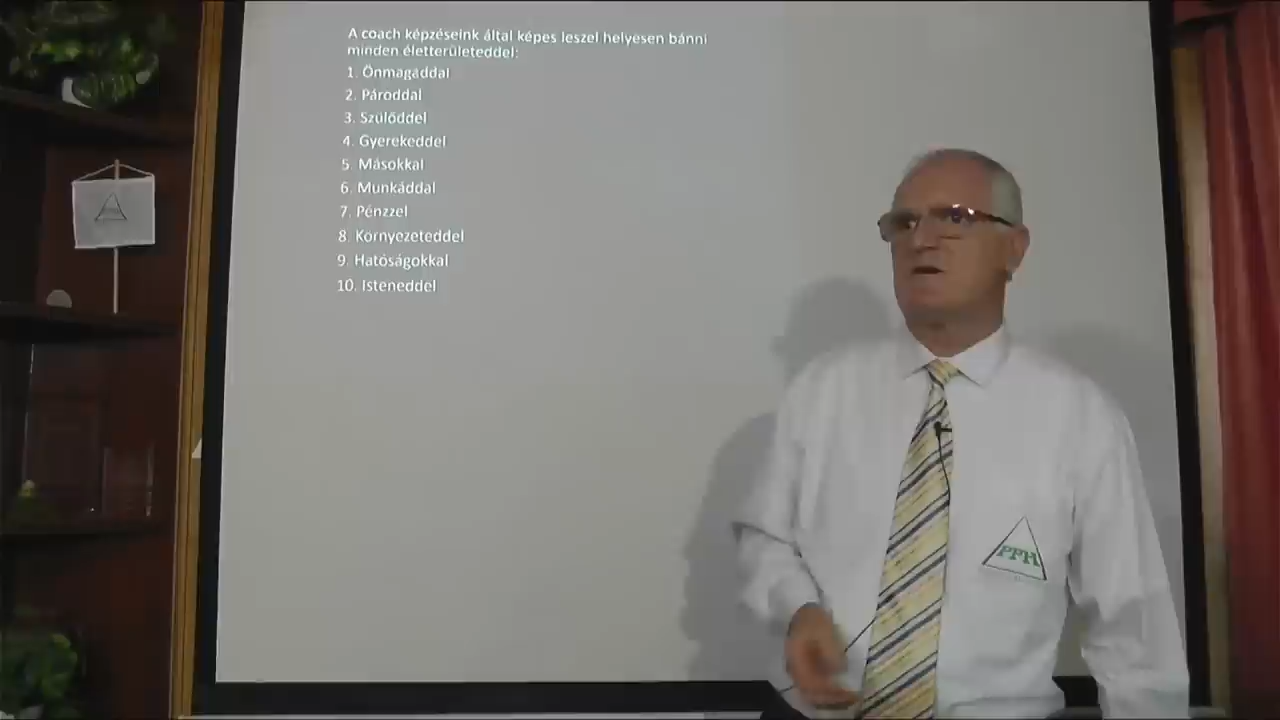 A coach képzéseink által képes leszel helyesen bánni
minden életterületeddel:
1. Önmagáddal
2. Pároddal
3. Szülőddel
4. Gyerekeddel
5. Másokkal
6. Munkáddal
7. Pénzzel
8. Környezeteddel
9. Hatóságokkal
10. Isteneddel
PPH